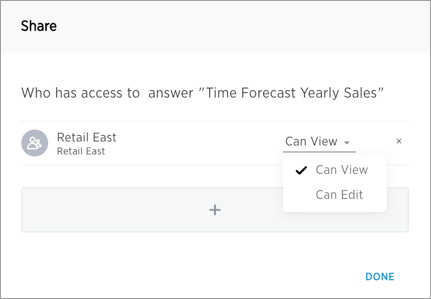 Share
Who has access to answer "Time Forecast Yearly Sales"
Retail East
Retail East
Can View
×
Can View
Can Edit
+
DONE